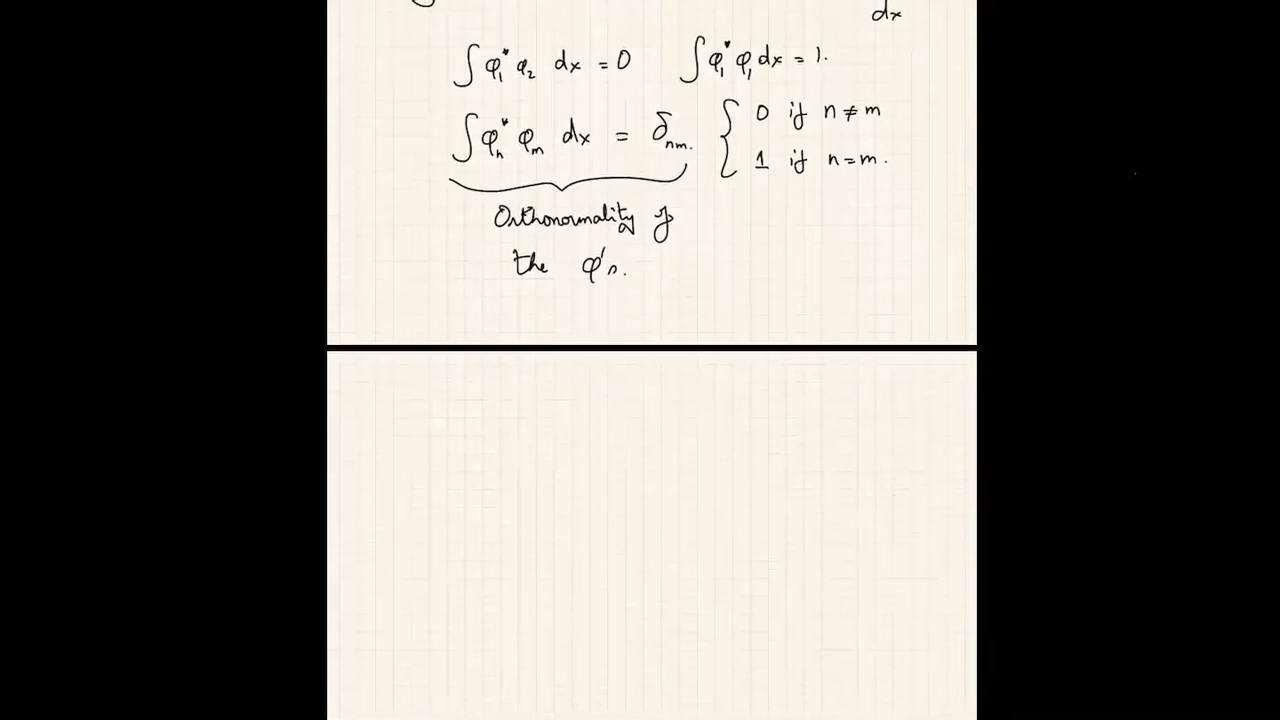 dx
∫φ₁* φ₂ dx = 0 ∫φ₁* φ₁ dx = 1.
∫φₙ* φₘ dx = δₙₘ. { 0 if n ≠ m
1 if n = m.
Orthonormality of
the φ's.